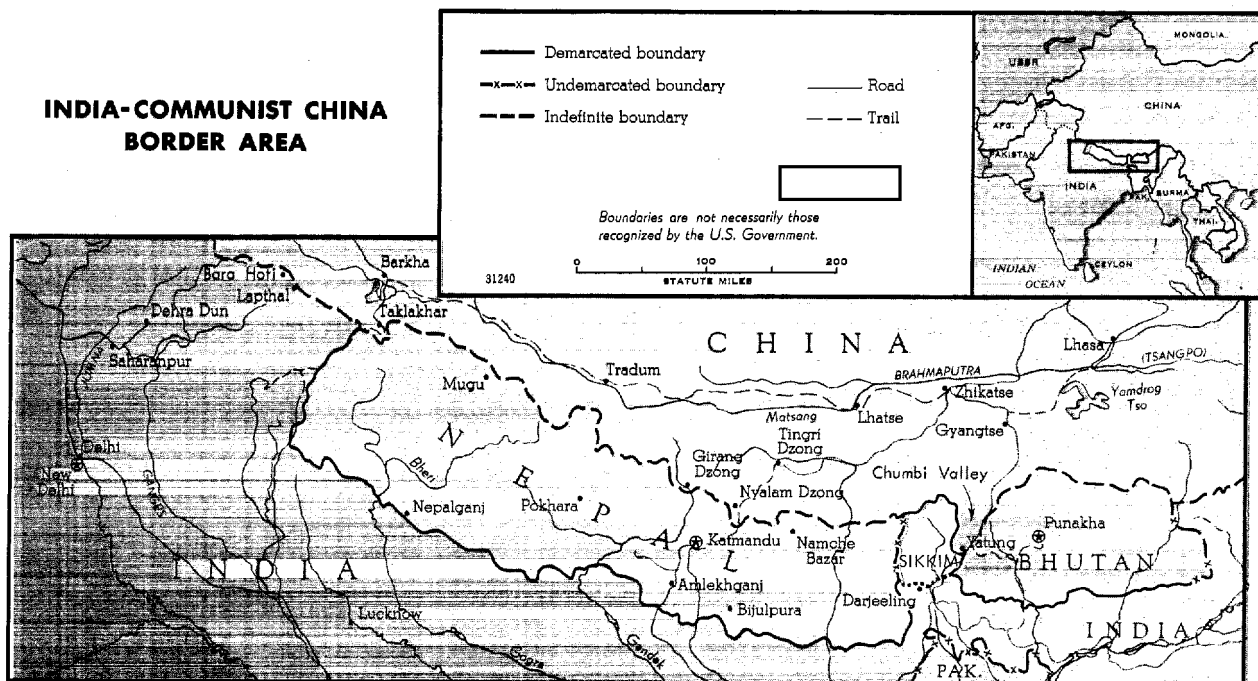 INDIA-COMMUNIST CHINA
BORDER AREA
Demarcated boundary
Undemarcated boundary
Indefinite boundary
Road
Trail
Boundaries are not necessarily those
recognized by the U.S. Government.
31240
0
100
200
STATUTE MILES
MONGOLIA
USSR
CHINA
AFG.
PAKISTAN
INDIA
PAK.
BURMA
THAI.
CEYLON
INDIAN
OCEAN
Bara Hoti
Lapthal
Barkha
Taklakhar
Dehra Dun
Saharanpur
JUMNA
Delhi
New
Delhi
GANGES
INDIA
Lucknow
Gogra
Gandak
CHINA
Lhasa
(TSANGPO)
BRAHMAPUTRA
Tradum
Mugu
Matsang
Lhatse
Zhikatse
Yamdrog
Tso
Gyangtse
Tingri
Dzong
Girang
Dzong
Chumbi Valley
NEPAL
Bheri
Nyalam Dzong
Nepalganj
Pokhara
Katmandu
Namche
Bazar
Amlekhganj
Bijulpura
SIKKIM
Yatung
Punakha
BHUTAN
Darjeeling
INDIA
PAK.